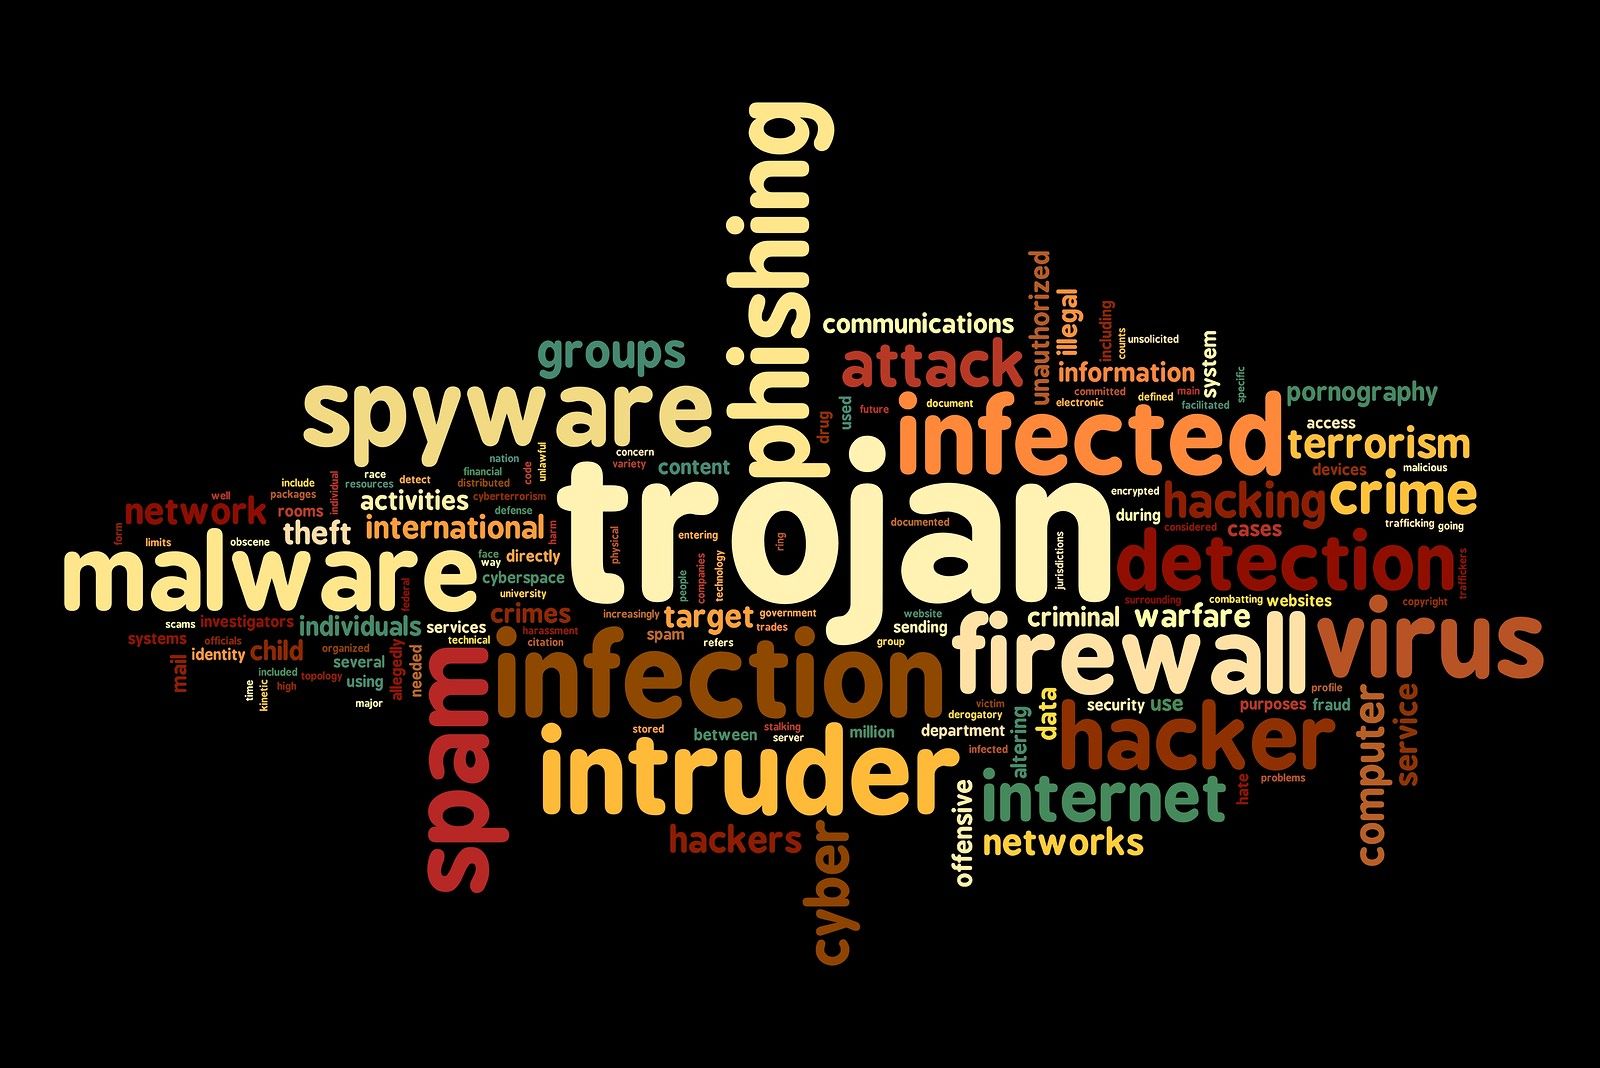 phishing
unauthorized
illegal
including
communications
counts
unsolicited
system
groups
attack
information
specific
spyware
committed
main
pornography
used
future
document
electronic
defined
facilitated
drug
infected
access
terrorism
concern
variety
content
nation
code
unlawful
devices
malicious
race
financial
resources
detect
distributed
individual
include
packages
trojan
encrypted
hacking
crime
well
network
rooms
activities
cyberterrorism
defense
during
considered
cases
trafficking
going
form
theft
international
harm
physical
entering
ring
documented
limits
obscene
malware
face
way
directly
jurisdictions
detection
traffickers
cyberspace
people
companies
technology
federal
university
surrounding
combatting
websites
copyright
scams
investigators
individuals
services
crimes
increasingly
target
government
website
criminal
warfare
systems
officials
technical
harassment
citation
spam
trades
sending
refers
group
firewall
virus
identity
child
organized
several
allegedly
needed
mail
included
topology
using
high
time
kinetic
major
spam
infection
data
profile
victim
derogatory
security
use
purposes
fraud
computer
service
stored
between
stalking
server
million
department
altering
hacker
infected
intruder
internet
hate
problems
offensive
networks
hackers
cyber